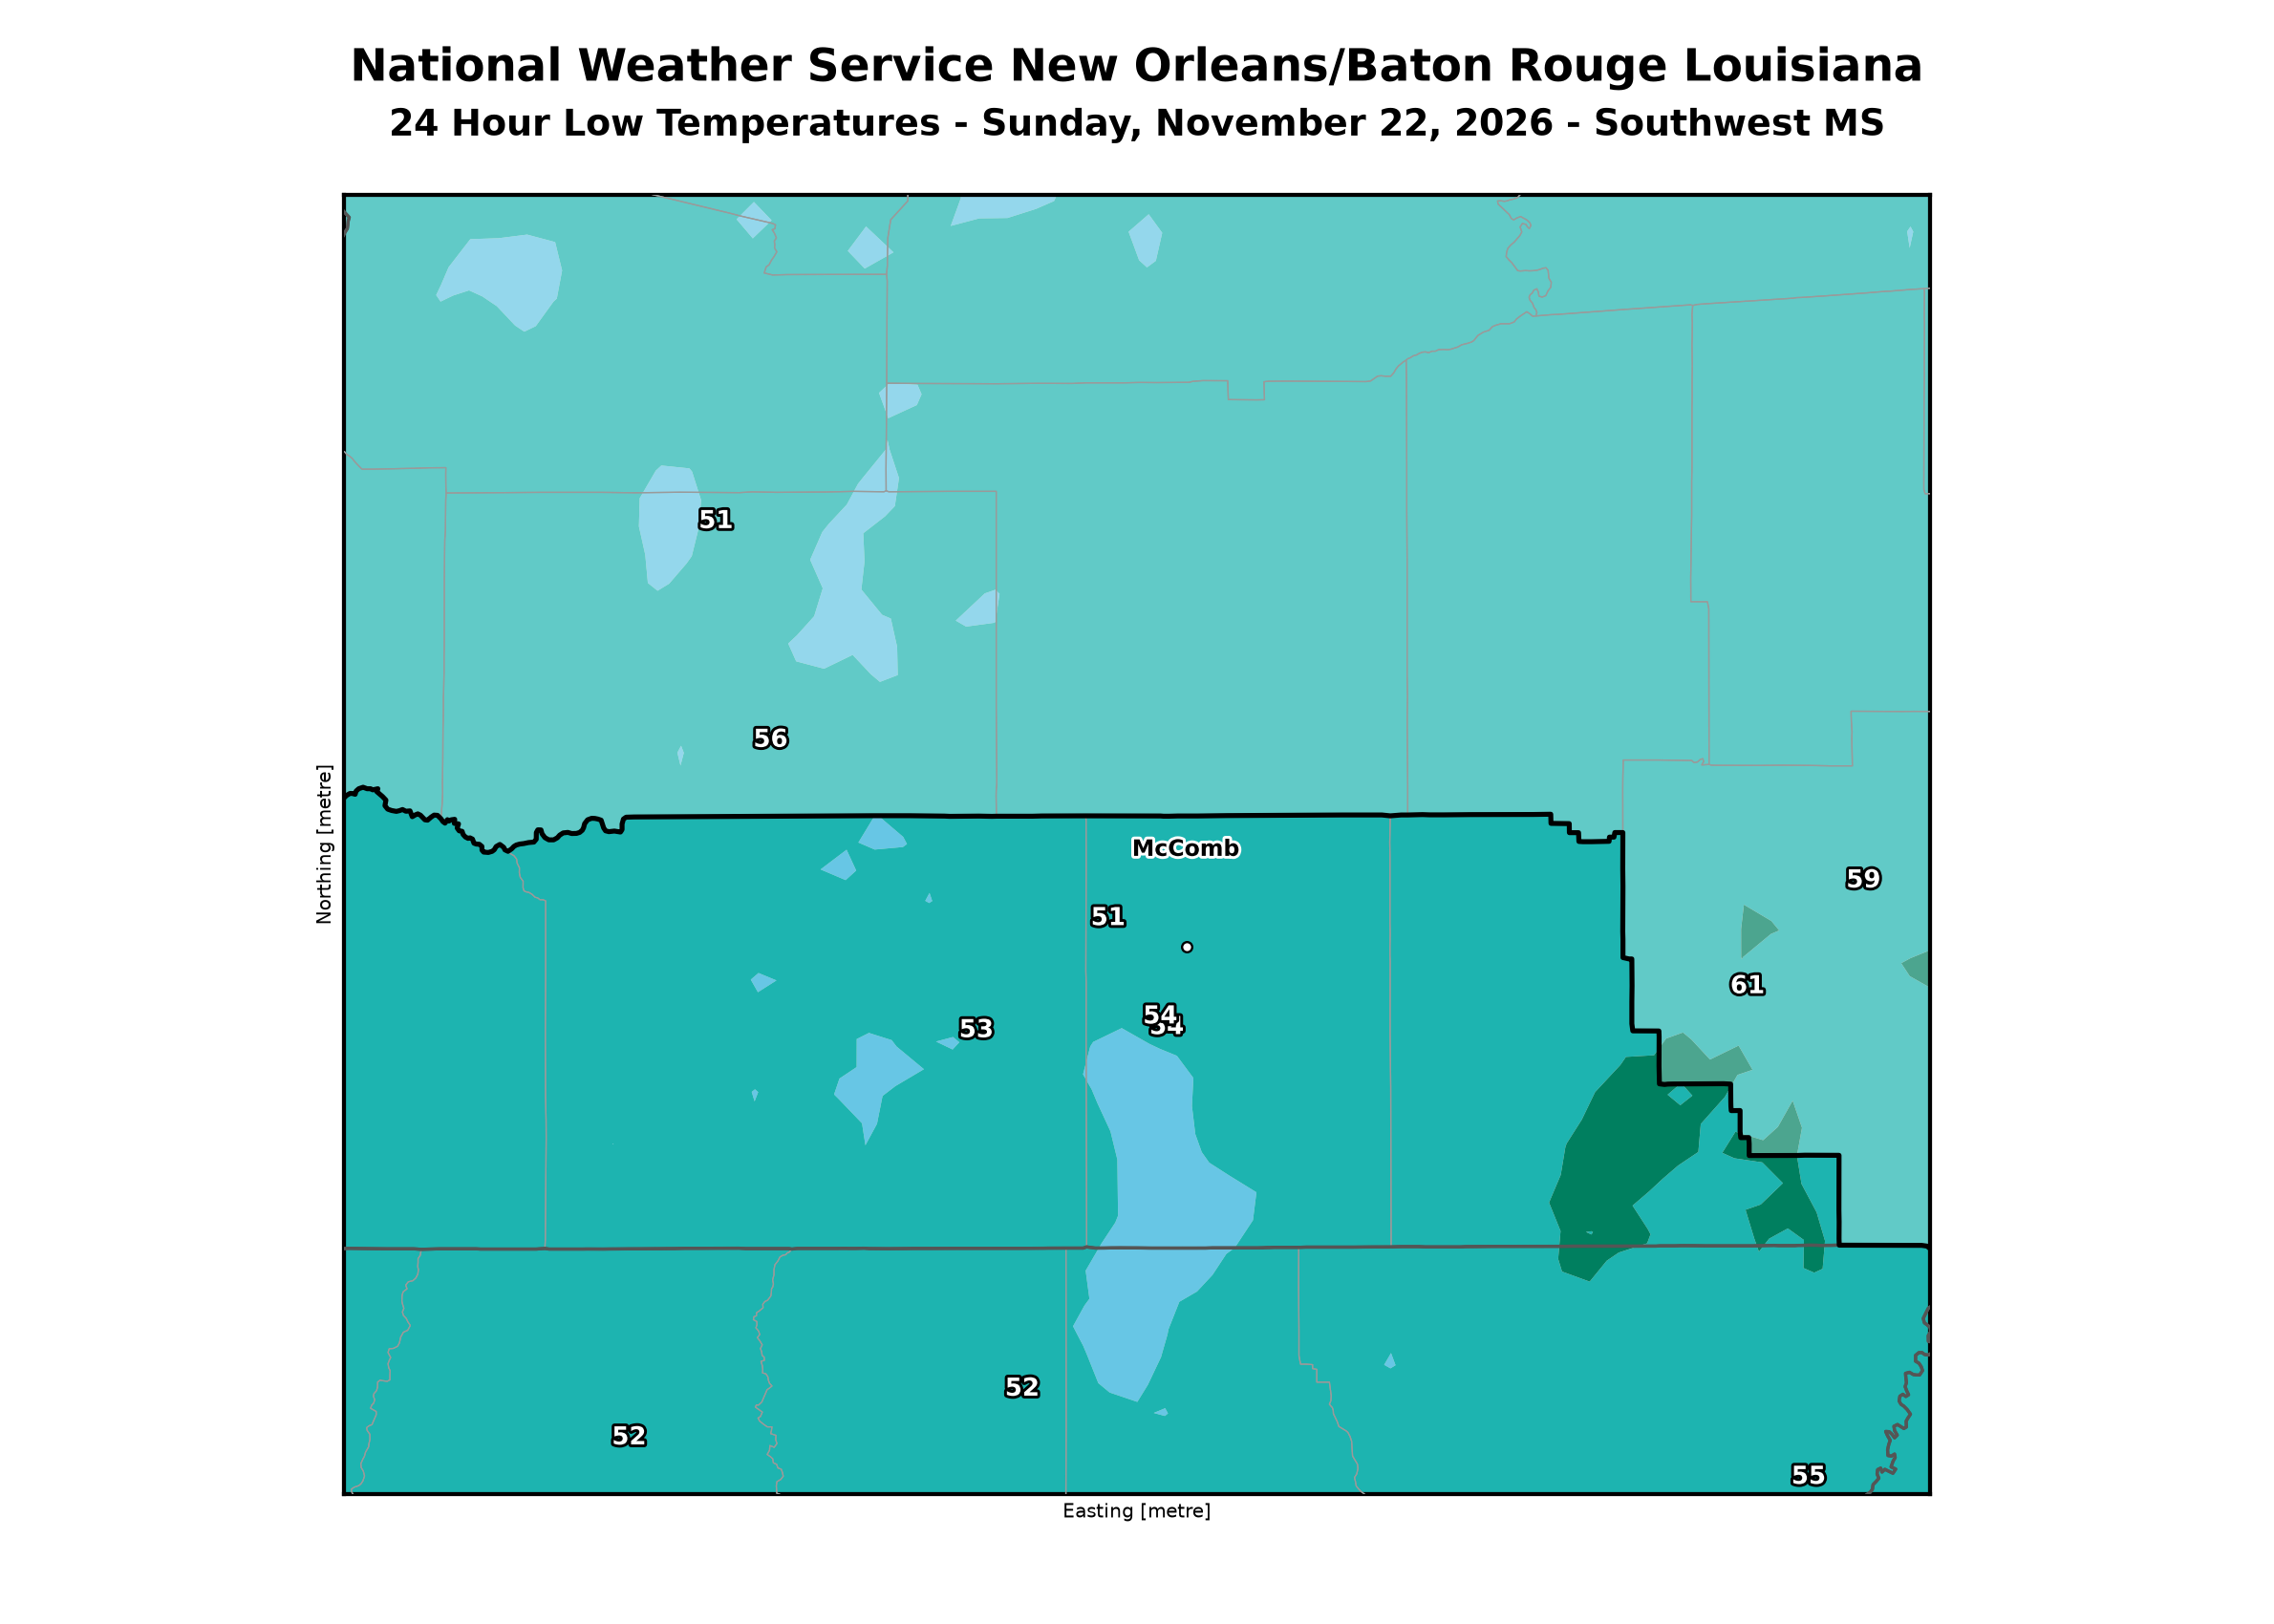 National Weather Service New Orleans/Baton Rouge Louisiana
24 Hour Low Temperatures - Sunday, November 22, 2026 - Southwest MS
51
56
Northing [metre]
McComb
59
51
61
54
53
54
52
52
55
Easting [metre]